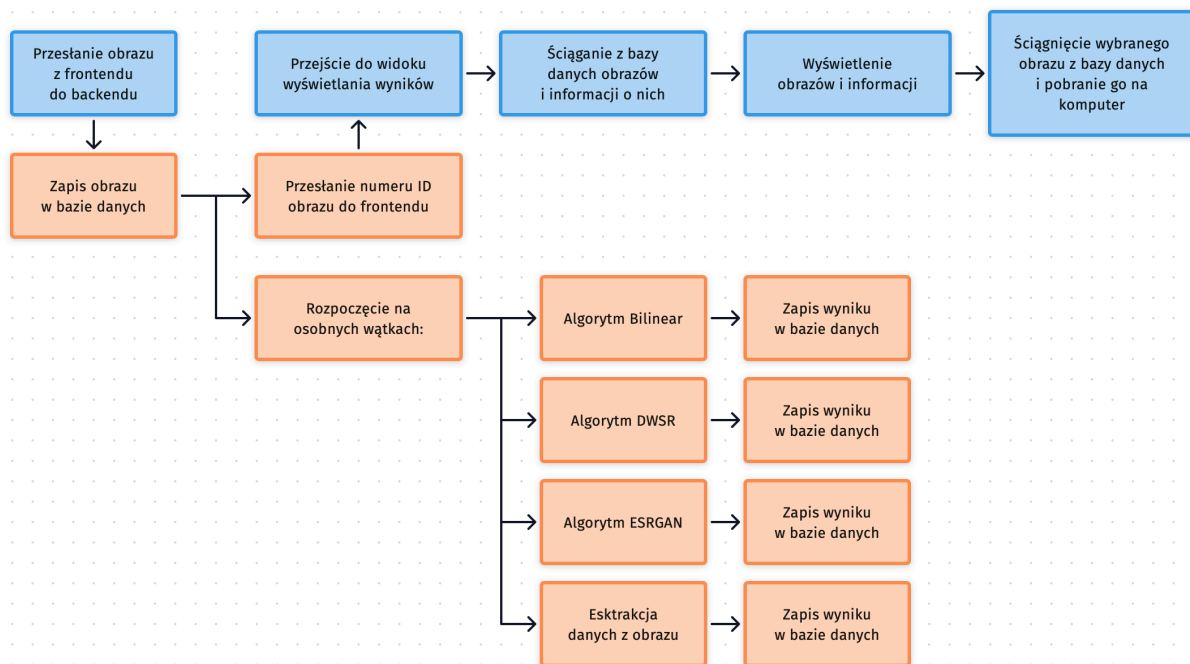 Przesłanie obrazu
z frontendu
do backendu
Przejście do widoku
wyświetlania wyników
Ściąganie z bazy
danych obrazów
i informacji o nich
Wyświetlenie
obrazów i informacji
Ściągnięcie wybranego
obrazu z bazy danych
i pobranie go na
komputer
Zapis obrazu
w bazie danych
Przesłanie numeru ID
obrazu do frontendu
Rozpoczęcie na
osobnych wątkach:
Algorytm Bilinear
Zapis wyniku
w bazie danych
Algorytm DWSR
Zapis wyniku
w bazie danych
Algorytm ESRGAN
Zapis wyniku
w bazie danych
Esktrakcja
danych z obrazu
Zapis wyniku
w bazie danych